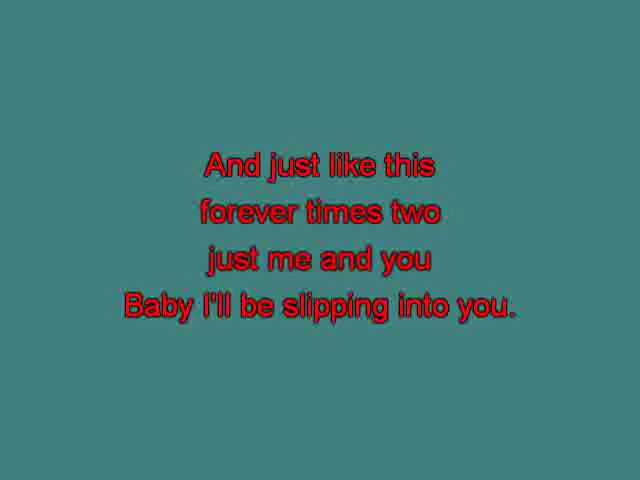 And just like this
forever times two
just me and you
Baby I'll be slipping into you.